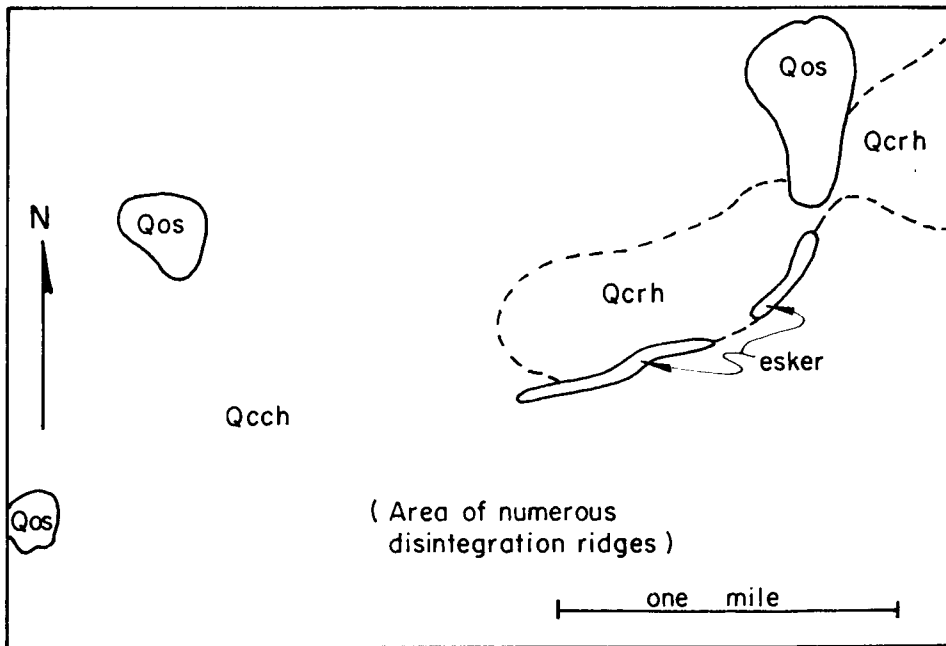 Qos
Qcrh
N
Qos
Qcrh
esker
Qcch
Qos
( Area of numerous
disintegration ridges )
one mile